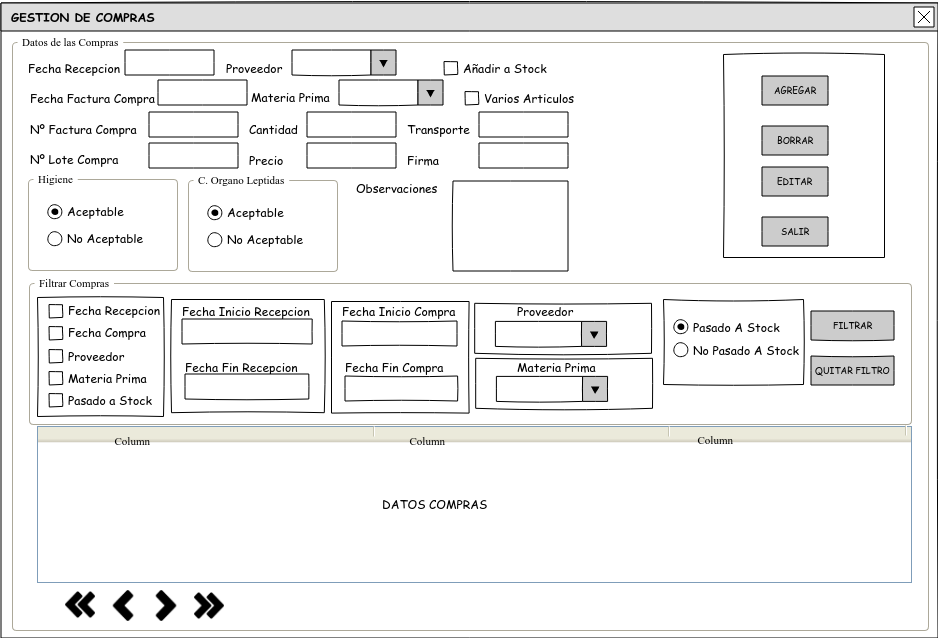 GESTION DE COMPRAS
Datos de las Compras
Fecha Recepcion Proveedor Añadir a Stock
Fecha Factura Compra Materia Prima Varios Articulos
Nº Factura Compra Cantidad Transporte
Nº Lote Compra Precio Firma
AGREGAR
BORRAR
EDITAR
SALIR
Higiene
Aceptable
No Aceptable
C. Organo Leptidas
Aceptable
No Aceptable
Observaciones
Filtrar Compras
Fecha Recepcion
Fecha Compra
Proveedor
Materia Prima
Pasado a Stock
Fecha Inicio Recepcion
Fecha Fin Recepcion
Fecha Inicio Compra
Fecha Fin Compra
Proveedor
Materia Prima
Pasado A Stock
No Pasado A Stock
FILTRAR
QUITAR FILTRO
Column Column Column
DATOS COMPRAS